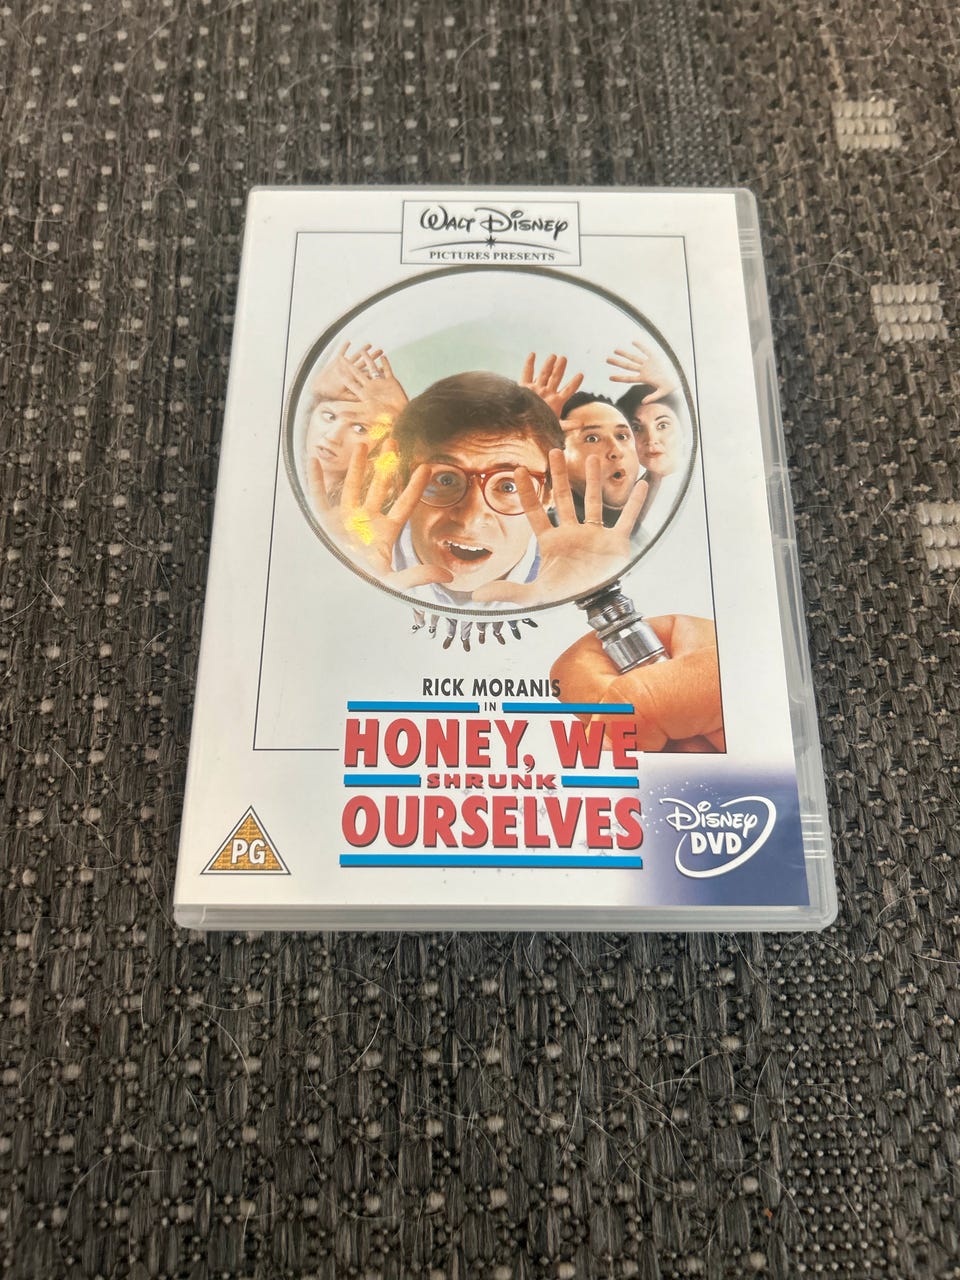 WALT DISNEY
PICTURES PRESENTS
RICK MORANIS
IN
HONEY, WE
SHRUNK
OURSELVES
PG
DISNEY
DVD